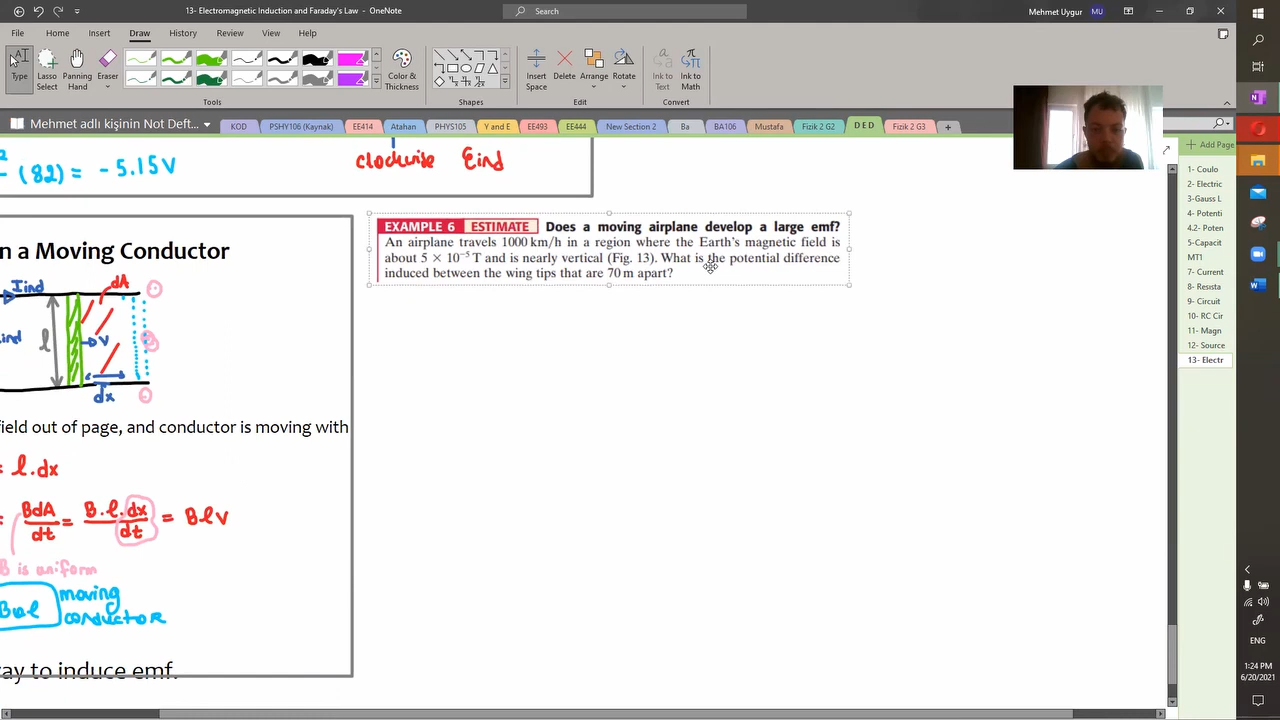 13- Electromagnetic Induction and Faraday's Law - OneNote
Search
Mehmet Uygur MU
File Home Insert Draw History Review View Help
Type
Lasso Select
Panning Hand
Eraser
Color & Thickness
Insert Space
Delete
Arrange
Rotate
Ink to Text
Ink to Math
Tools
Shapes
Edit
Convert
Mehmet adlı kişinin Not Deft...
KOD PSHY106 (Kaynak) EE414 Atahan PHYS105 Y and E EE493 EE444 New Section 2 Ba BA106 Mustafa Fizik 2 G2 D E D Fizik 2 G3 +
Add Page
1- Coulo
2- Electric
3-Gauss L
4- Potenti
4.2- Poten
5-Capacit
MT1
7- Current
8- Resista
9- Circuit
10- RC Cir
11- Magn
12- Source
13- Electr
2 (82) = - 5.15V
clockwise Eind
EXAMPLE 6 ESTIMATE Does a moving airplane develop a large emf?
An airplane travels 1000 km/h in a region where the Earth's magnetic field is
about 5 × 10⁻⁵ T and is nearly vertical (Fig. 13). What is the potential difference
induced between the wing tips that are 70 m apart?
n a Moving Conductor
Iind
dA
ind
l
v
dx
field out of page, and conductor is moving with
= l.dx
= BdA/dt = B.l.dx/dt = Blv
B is uniform
Bvl moving conductor
ay to induce emf.
ENG
1:24 PM
6/20/2021